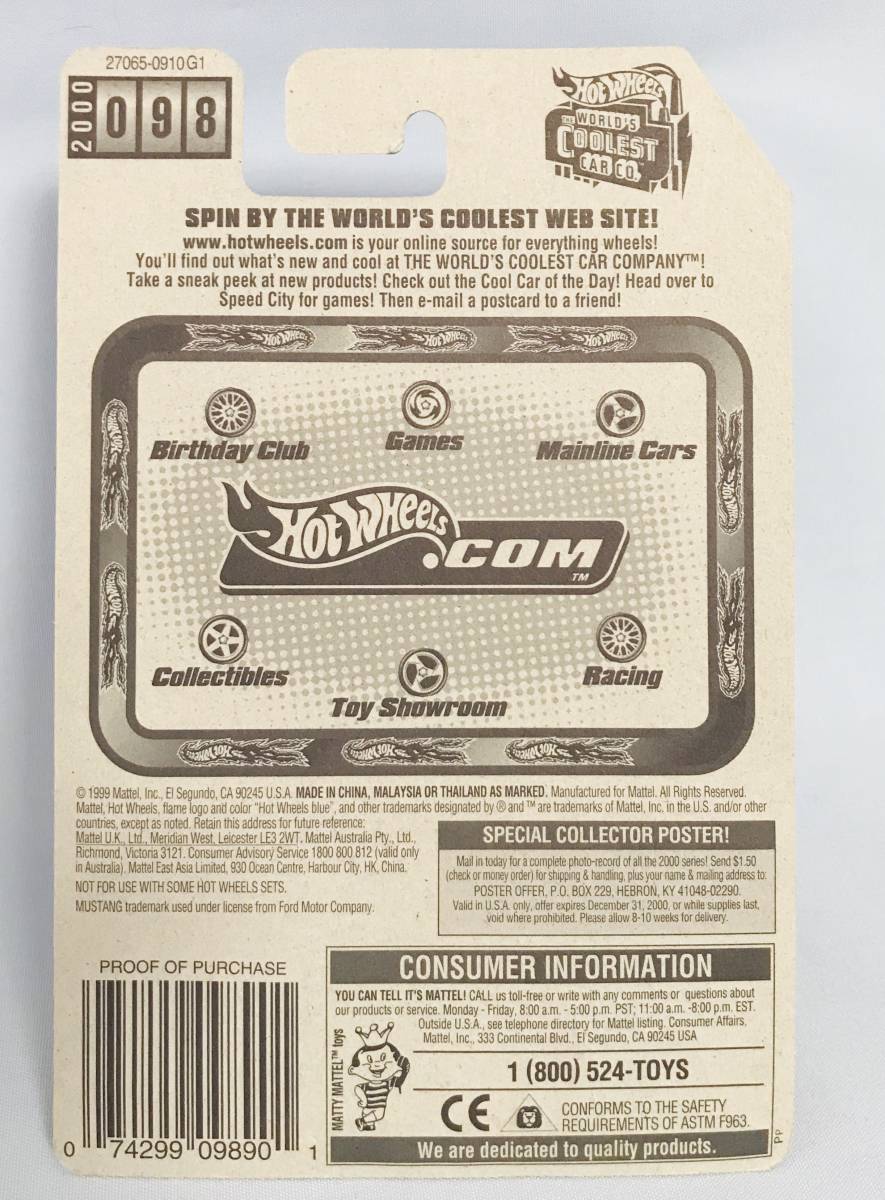 27065-0910 G1
2000
098
Hot Wheels
THE WORLD'S
COOLEST
CAR CO.™
SPIN BY THE WORLD'S COOLEST WEB SITE!
www.hotwheels.com is your online source for everything wheels!
You'll find out what's new and cool at THE WORLD'S COOLEST CAR COMPANY™!
Take a sneak peek at new products! Check out the Cool Car of the Day! Head over to
Speed City for games! Then e-mail a postcard to a friend!
Hot Wheels Hot Wheels Hot Wheels
Birthday Club
Games
Mainline Cars
Hot Wheels
.COM
TM
Collectibles
Toy Showroom
Racing
Hot Wheels Hot Wheels Hot Wheels
© 1999 Mattel, Inc., El Segundo, CA 90245 U.S.A. MADE IN CHINA, MALAYSIA OR THAILAND AS MARKED. Manufactured for Mattel. All Rights Reserved.
Mattel, Hot Wheels, flame logo and color "Hot Wheels blue", and other trademarks designated by ® and ™ are trademarks of Mattel, Inc. in the U.S. and/or other
countries, except as noted. Retain this address for future reference:
Mattel U.K., Ltd., Meridian West, Leicester LE3 2WT. Mattel Australia Pty., Ltd.,
Richmond, Victoria 3121. Consumer Advisory Service 1800 800 812 (valid only
in Australia). Mattel East Asia Limited, 930 Ocean Centre, Harbour City, HK, China.
NOT FOR USE WITH SOME HOT WHEELS SETS.
MUSTANG trademark used under license from Ford Motor Company.
SPECIAL COLLECTOR POSTER!
Mail in today for a complete photo-record of all the 2000 series! Send $1.50
(check or money order) for shipping & handling, plus your name & mailing address to:
POSTER OFFER, P.O. BOX 229, HEBRON, KY 41048-02290.
Valid in U.S.A. only, offer expires December 31, 2000, or while supplies last,
void where prohibited. Please allow 8-10 weeks for delivery.
PROOF OF PURCHASE
0 74299 09890 1
CONSUMER INFORMATION
YOU CAN TELL IT'S MATTEL! CALL us toll-free or write with any comments or questions about
our products or service. Monday - Friday, 8:00 a.m. - 5:00 p.m. PST; 11:00 a.m. -8:00 p.m. EST.
Outside U.S.A., see telephone directory for Mattel listing. Consumer Affairs,
Mattel, Inc., 333 Continental Blvd., El Segundo, CA 90245 USA
MATTY MATTEL™ toys
1 (800) 524-TOYS
CE
CONFORMS TO THE SAFETY
REQUIREMENTS OF ASTM F963.
We are dedicated to quality products.
PP